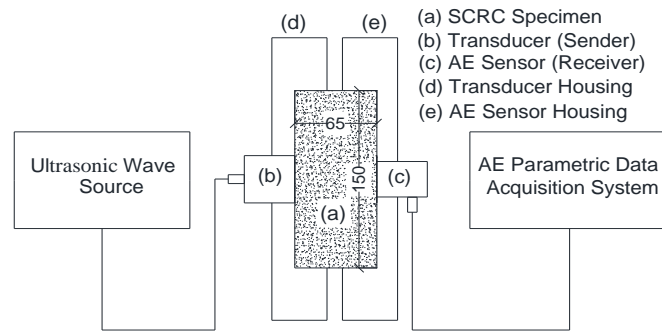 (d)
(e)
(a) SCRC Specimen
(b) Transducer (Sender)
(c) AE Sensor (Receiver)
(d) Transducer Housing
(e) AE Sensor Housing
65
Ultrasonic Wave
Source
(b)
150
(c)
(a)
AE Parametric Data
Acquisition System